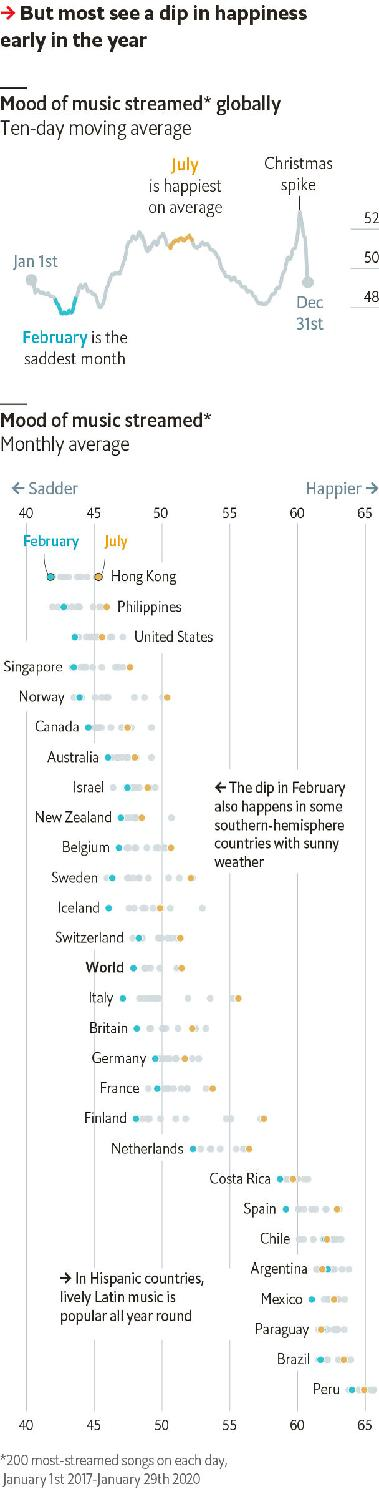 → But most see a dip in happiness
early in the year
Mood of music streamed* globally
Ten-day moving average
July
is happiest
on average
Christmas
spike
52
50
48
Jan 1st
Dec
31st
February is the
saddest month
Mood of music streamed*
Monthly average
← Sadder
Happier →
40 45 50 55 60 65
February July
Hong Kong
Philippines
United States
Singapore
Norway
Canada
Australia
Israel
New Zealand
Belgium
Sweden
Iceland
Switzerland
World
Italy
Britain
Germany
France
Finland
Netherlands
Costa Rica
Spain
Chile
Argentina
Mexico
Paraguay
Brazil
Peru
← The dip in February
also happens in some
southern-hemisphere
countries with sunny
weather
→ In Hispanic countries,
lively Latin music is
popular all year round
40 45 50 55 60 65
*200 most-streamed songs on each day,
January 1st 2017-January 29th 2020